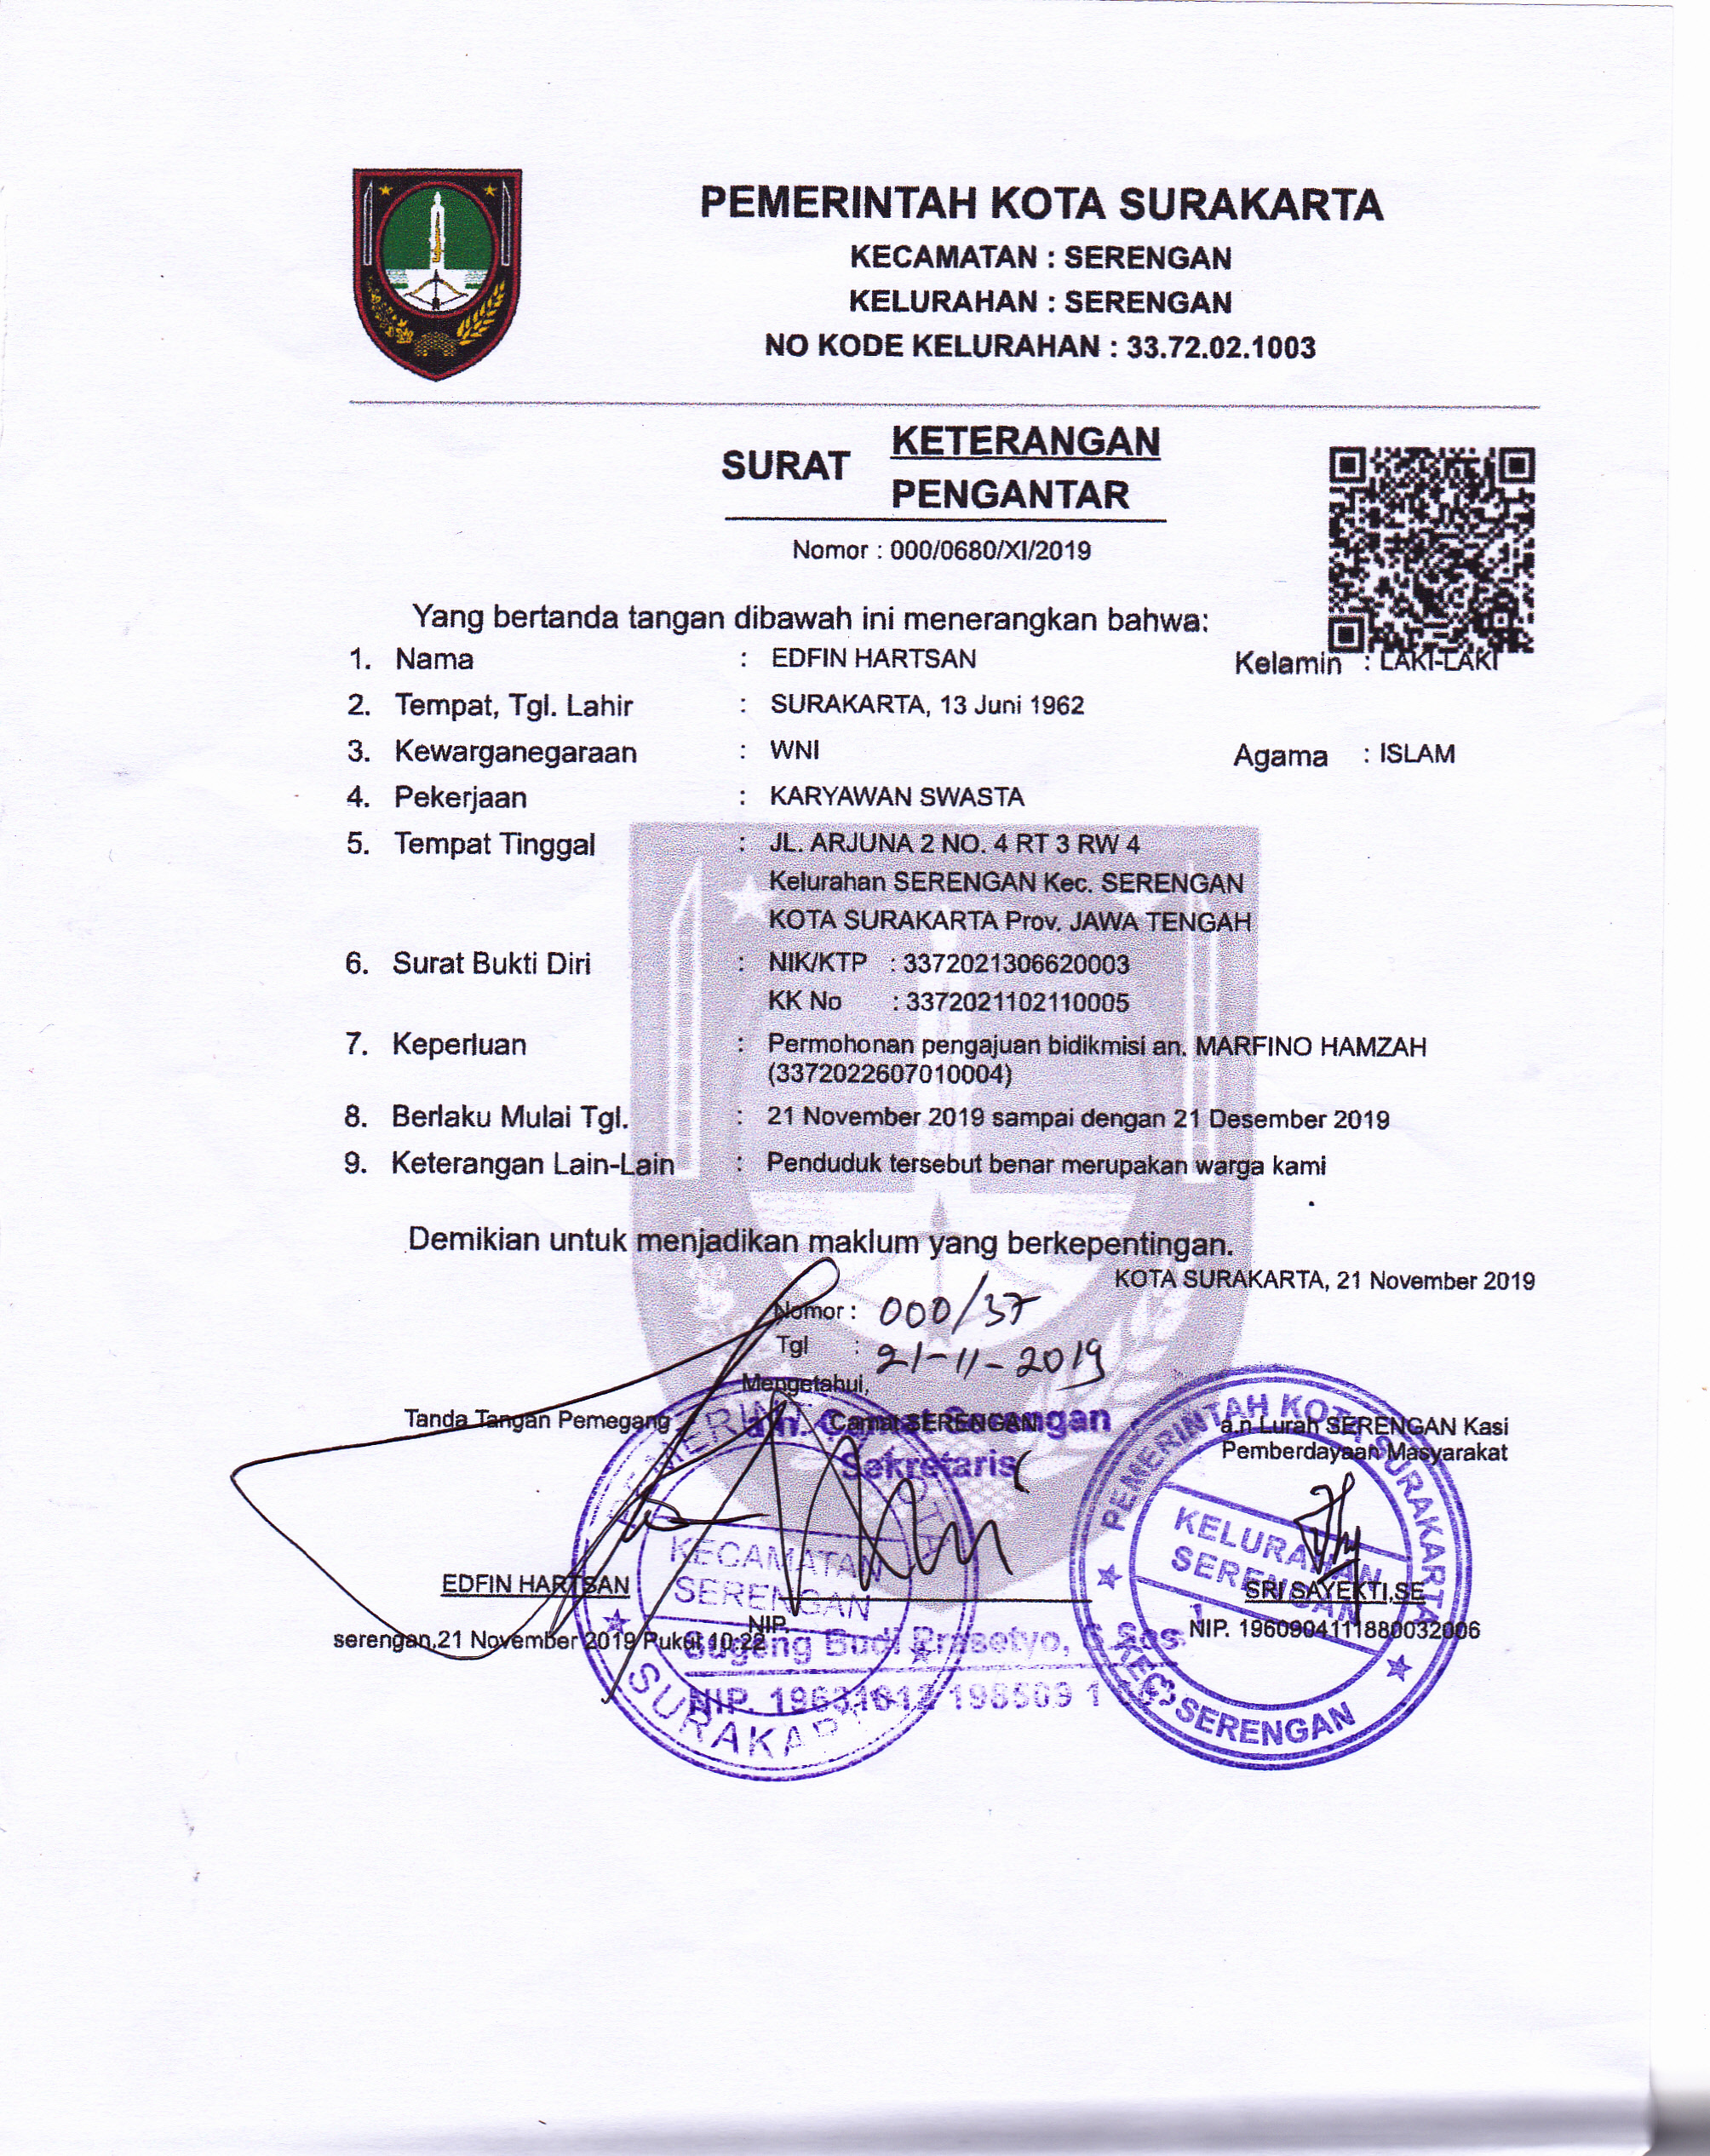 PEMERINTAH KOTA SURAKARTA
KECAMATAN : SERENGAN
KELURAHAN : SERENGAN
NO KODE KELURAHAN : 33.72.02.1003
SURAT KETERANGAN
PENGANTAR
Nomor : 000/0680/XI/2019
Yang bertanda tangan dibawah ini menerangkan bahwa:
1. Nama : EDFIN HARTSAN Kelamin : LAKI-LAKI
2. Tempat, Tgl. Lahir : SURAKARTA, 13 Juni 1962
3. Kewarganegaraan : WNI Agama : ISLAM
4. Pekerjaan : KARYAWAN SWASTA
5. Tempat Tinggal : JL. ARJUNA 2 NO. 4 RT 3 RW 4
Kelurahan SERENGAN Kec. SERENGAN
KOTA SURAKARTA Prov. JAWA TENGAH
6. Surat Bukti Diri : NIK/KTP : 3372021306620003
KK No : 3372021102110005
7. Keperluan : Permohonan pengajuan bidikmisi an. MARFINO HAMZAH
(3372022607010004)
8. Berlaku Mulai Tgl. : 21 November 2019 sampai dengan 21 Desember 2019
9. Keterangan Lain-Lain : Penduduk tersebut benar merupakan warga kami
Demikian untuk menjadikan maklum yang berkepentingan.
KOTA SURAKARTA, 21 November 2019
Nomor : 000/37
Tgl : 21-11-2019
Mengetahui,
Tanda Tangan Pemegang
Camat SERENGAN
a.n. Camat Serengan
Sekretaris
a.n Lurah SERENGAN Kasi
Pemberdayaan Masyarakat
PEMERINTAH KOTA SURAKARTA
KELURAHAN
SERENGAN
KEC. SERENGAN
KECAMATAN
SERENGAN
SURAKARTA
EDFIN HARTSAN
SRI SAYEKTI,SE
NIP.
NIP. 1960904111880032006
serengan,21 November 2019 Pukul 10:22
Sugeng Budi Prasetyo,
NIP.